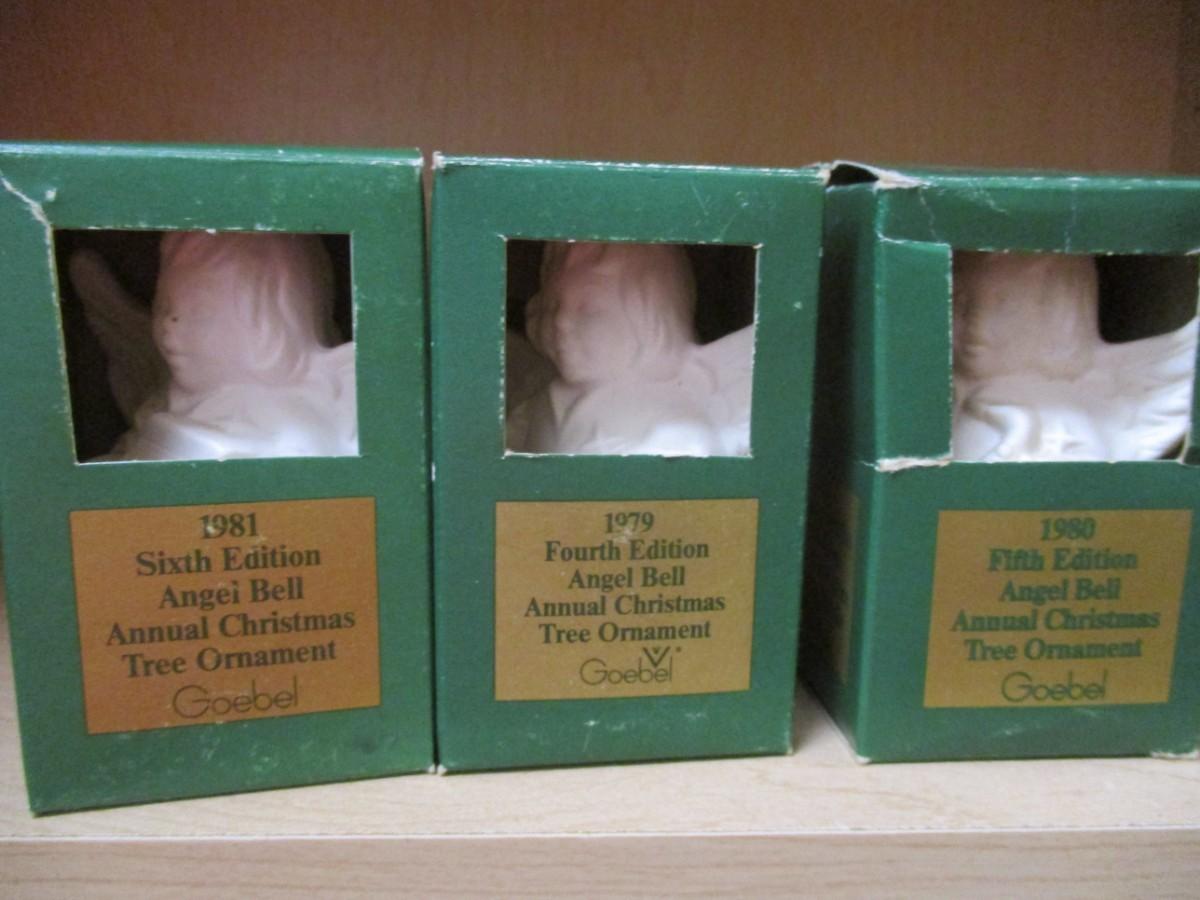 1981
Sixth Edition
Angel Bell
Annual Christmas
Tree Ornament
Goebel
1979
Fourth Edition
Angel Bell
Annual Christmas
Tree Ornament
Goebel
1980
Fifth Edition
Angel Bell
Annual Christmas
Tree Ornament
Goebel